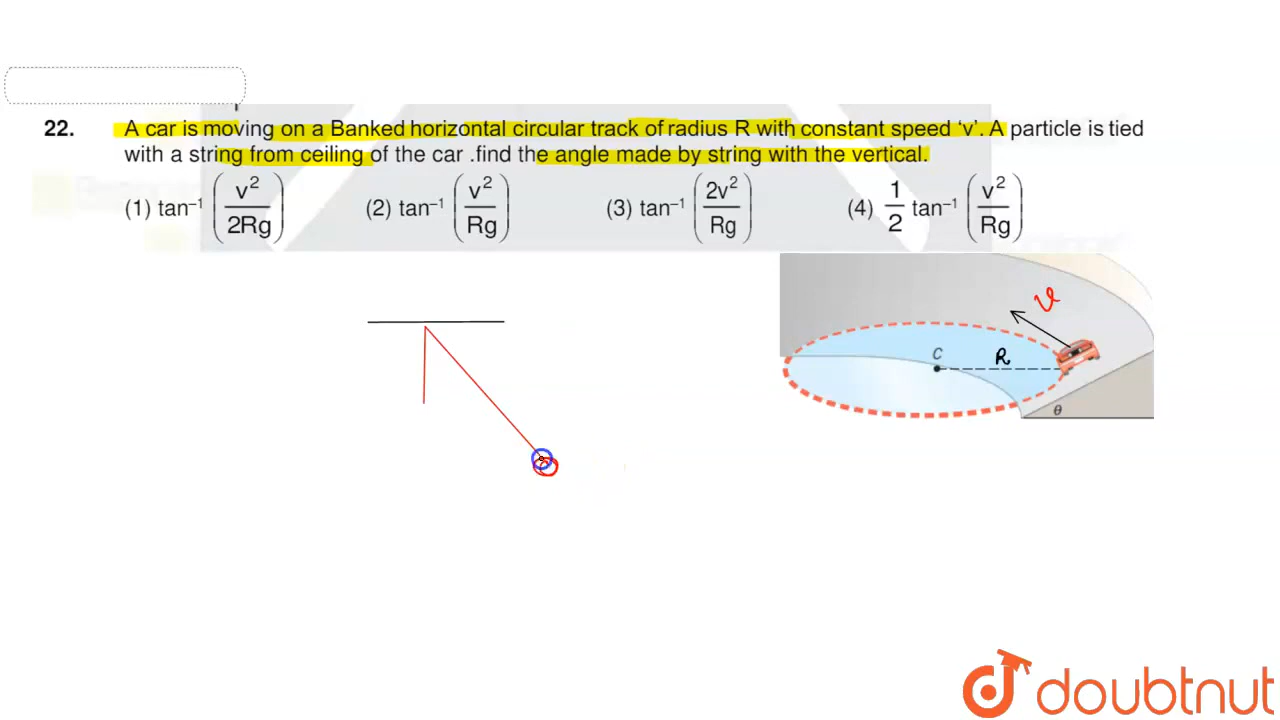 22. A car is moving on a Banked horizontal circular track of radius R with constant speed ‘v’. A particle is tied
with a string from ceiling of the car .find the angle made by string with the vertical.
(1) tan⁻¹ (v²/2Rg) (2) tan⁻¹ (v²/Rg) (3) tan⁻¹ (2v²/Rg) (4) 1/2 tan⁻¹ (v²/Rg)
v
C R
θ
doubtnut